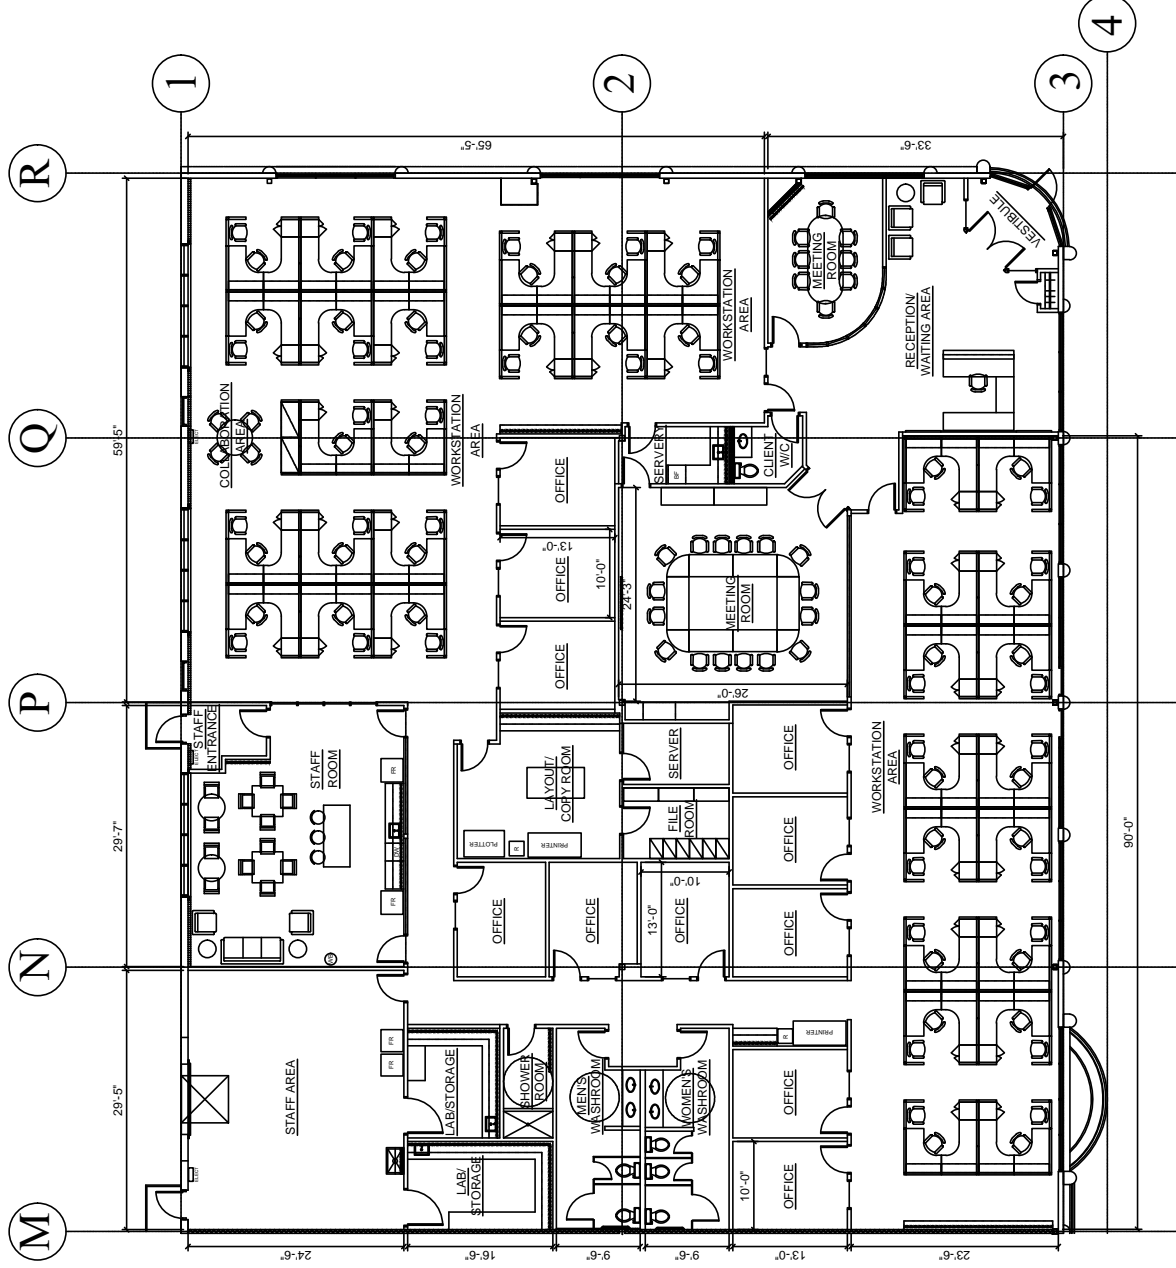 4
1
2
3
R
65'-5"
33'-6"
VESTIBULE
MEETING
ROOM
59'-5"
WORKSTATION
AREA
RECEPTION/
WAITING AREA
COLLABORATION
AREA
WORKSTATION
AREA
Q
SERVERY
CLIENT
W/C
OFFICE
13'-0"
10'-0"
OFFICE
24'-3"
MEETING
ROOM
OFFICE
26'-0"
P
STAFF
ENTRANCE
STAFF
ROOM
FR
SERVER
OFFICE
WORKSTATION
AREA
LAYOUT/
COPY ROOM
29'-7"
PLOTTER
R
PRINTER
FILE
ROOM
OFFICE
90'-0"
DW
FR
10'-0"
13'-0"
OFFICE
OFFICE
OFFICE
OFFICE
N
FR
FR
R
PRINTER
29'-5"
STAFF AREA
LAB/STORAGE
SHOWER
ROOM
MEN'S
WASHROOM
WOMEN'S
WASHROOM
OFFICE
LAB/
STORAGE
10'-0"
OFFICE
M
24'-6"
16'-6"
9'-6"
9'-6"
13'-0"
23'-6"